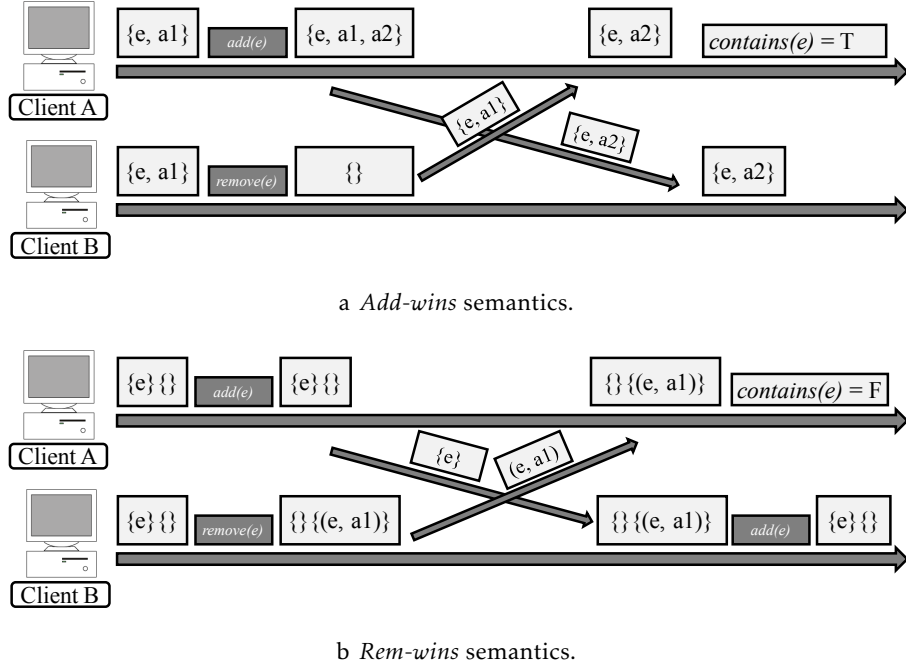 {e, a1} add(e) {e, a1, a2} {e, a2} contains(e) = T
Client A
{e, a1}
{e, a2}
{e, a1} remove(e) {} {e, a2}
Client B
a Add-wins semantics.
{e}{} add(e) {e}{} {}{(e, a1)} contains(e) = F
Client A
{e} (e, a1)
{e}{} remove(e) {}{(e, a1)} {}{(e, a1)} add(e) {e}{}
Client B
b Rem-wins semantics.